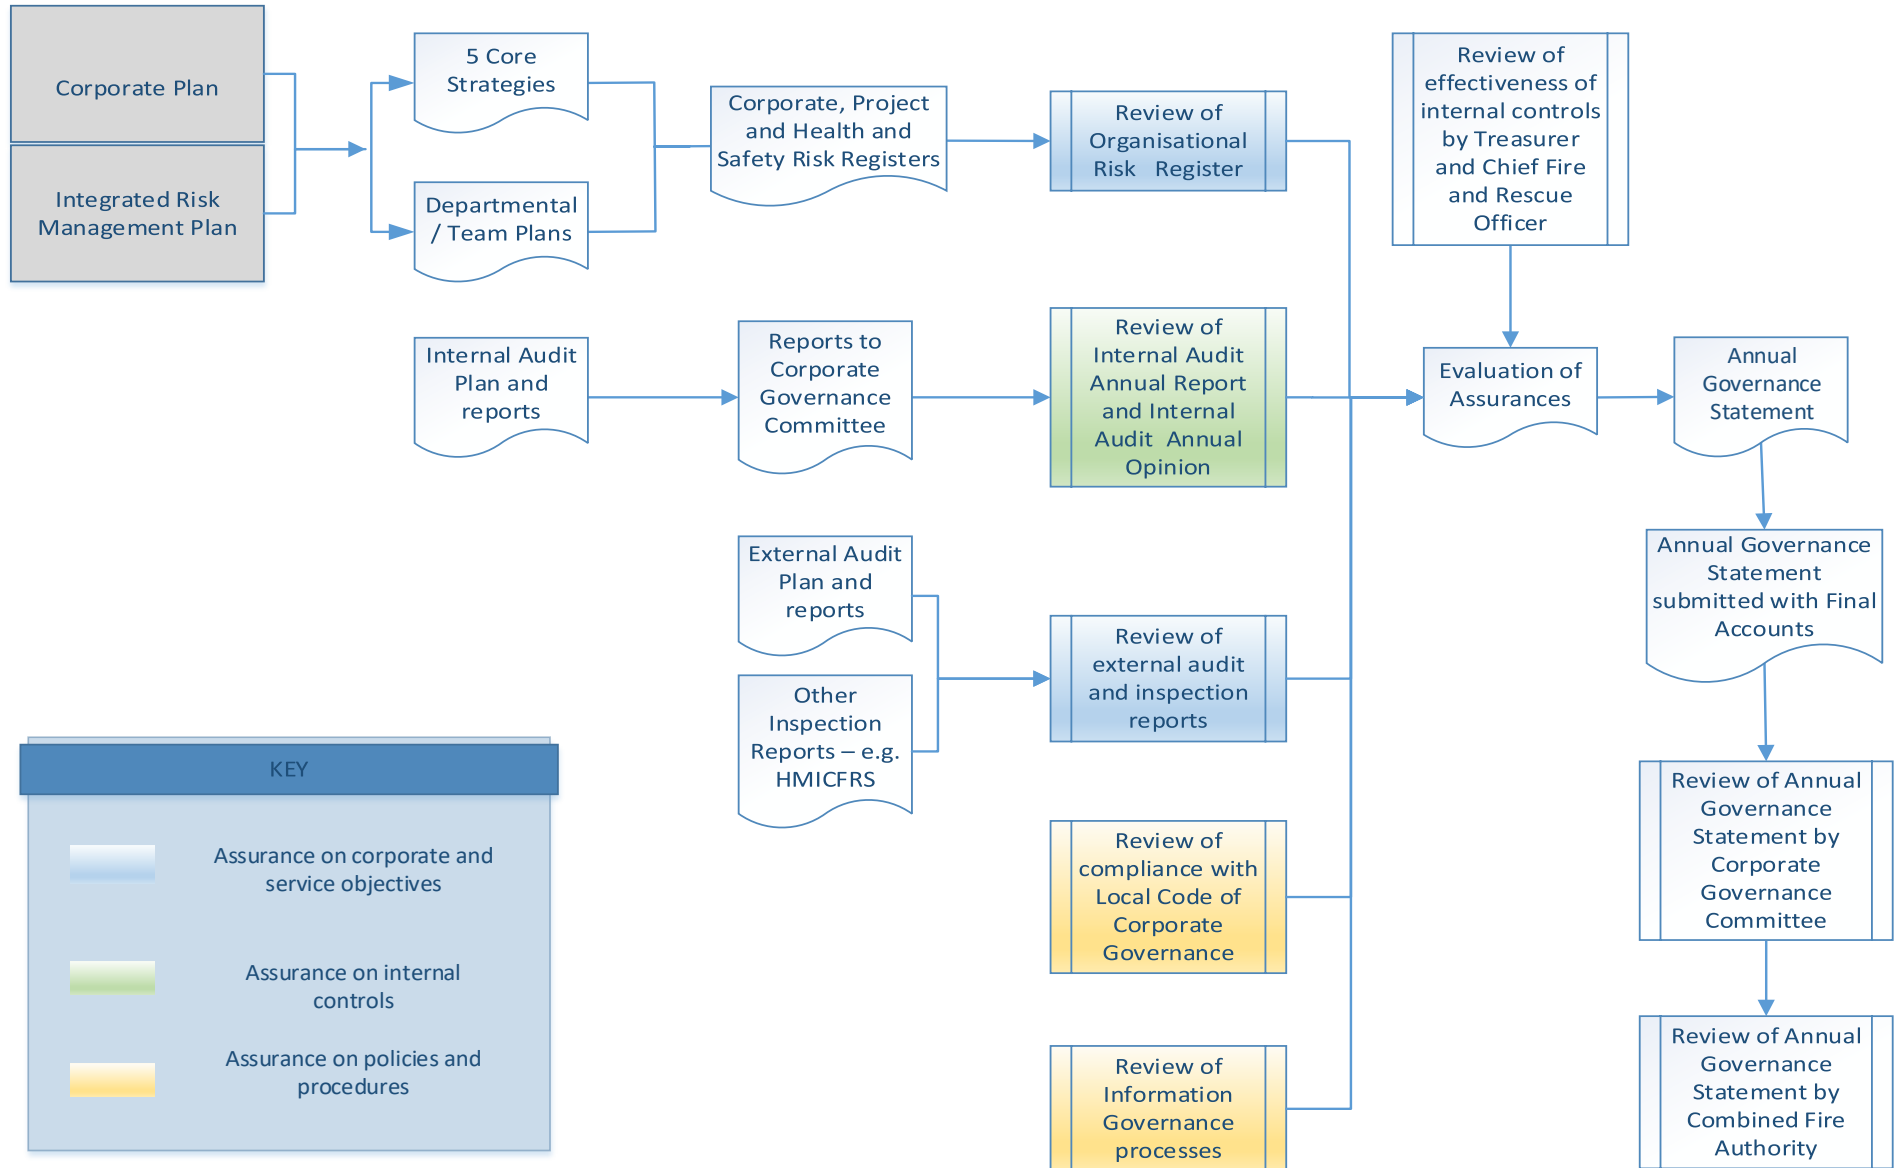 Corporate Plan
Integrated Risk
Management Plan
5 Core
Strategies
Departmental
/ Team Plans
Corporate, Project
and Health and
Safety Risk Registers
Review of
Organisational
Risk Register
Review of
effectiveness of
internal controls
by Treasurer
and Chief Fire
and Rescue
Officer
Internal Audit
Plan and
reports
Reports to
Corporate
Governance
Committee
Review of
Internal Audit
Annual Report
and Internal
Audit Annual
Opinion
Evaluation of
Assurances
Annual
Governance
Statement
External Audit
Plan and
reports
Other
Inspection
Reports – e.g.
HMICFRS
Review of
external audit
and inspection
reports
Annual Governance
Statement
submitted with Final
Accounts
Review of
compliance with
Local Code of
Corporate
Governance
Review of Annual
Governance
Statement by
Corporate
Governance
Committee
Review of
Information
Governance
processes
Review of Annual
Governance
Statement by
Combined Fire
Authority
KEY
Assurance on corporate and
service objectives
Assurance on internal
controls
Assurance on policies and
procedures